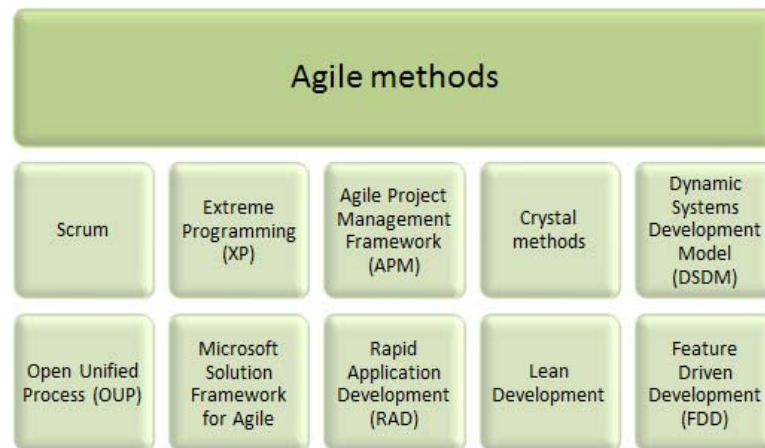 Agile methods
Scrum
Extreme
Programming
(XP)
Agile Project
Management
Framework
(APM)
Crystal
methods
Dynamic
Systems
Development
Model
(DSDM)
Open Unified
Process (OUP)
Microsoft
Solution
Framework
for Agile
Rapid
Application
Development
(RAD)
Lean
Development
Feature
Driven
Development
(FDD)